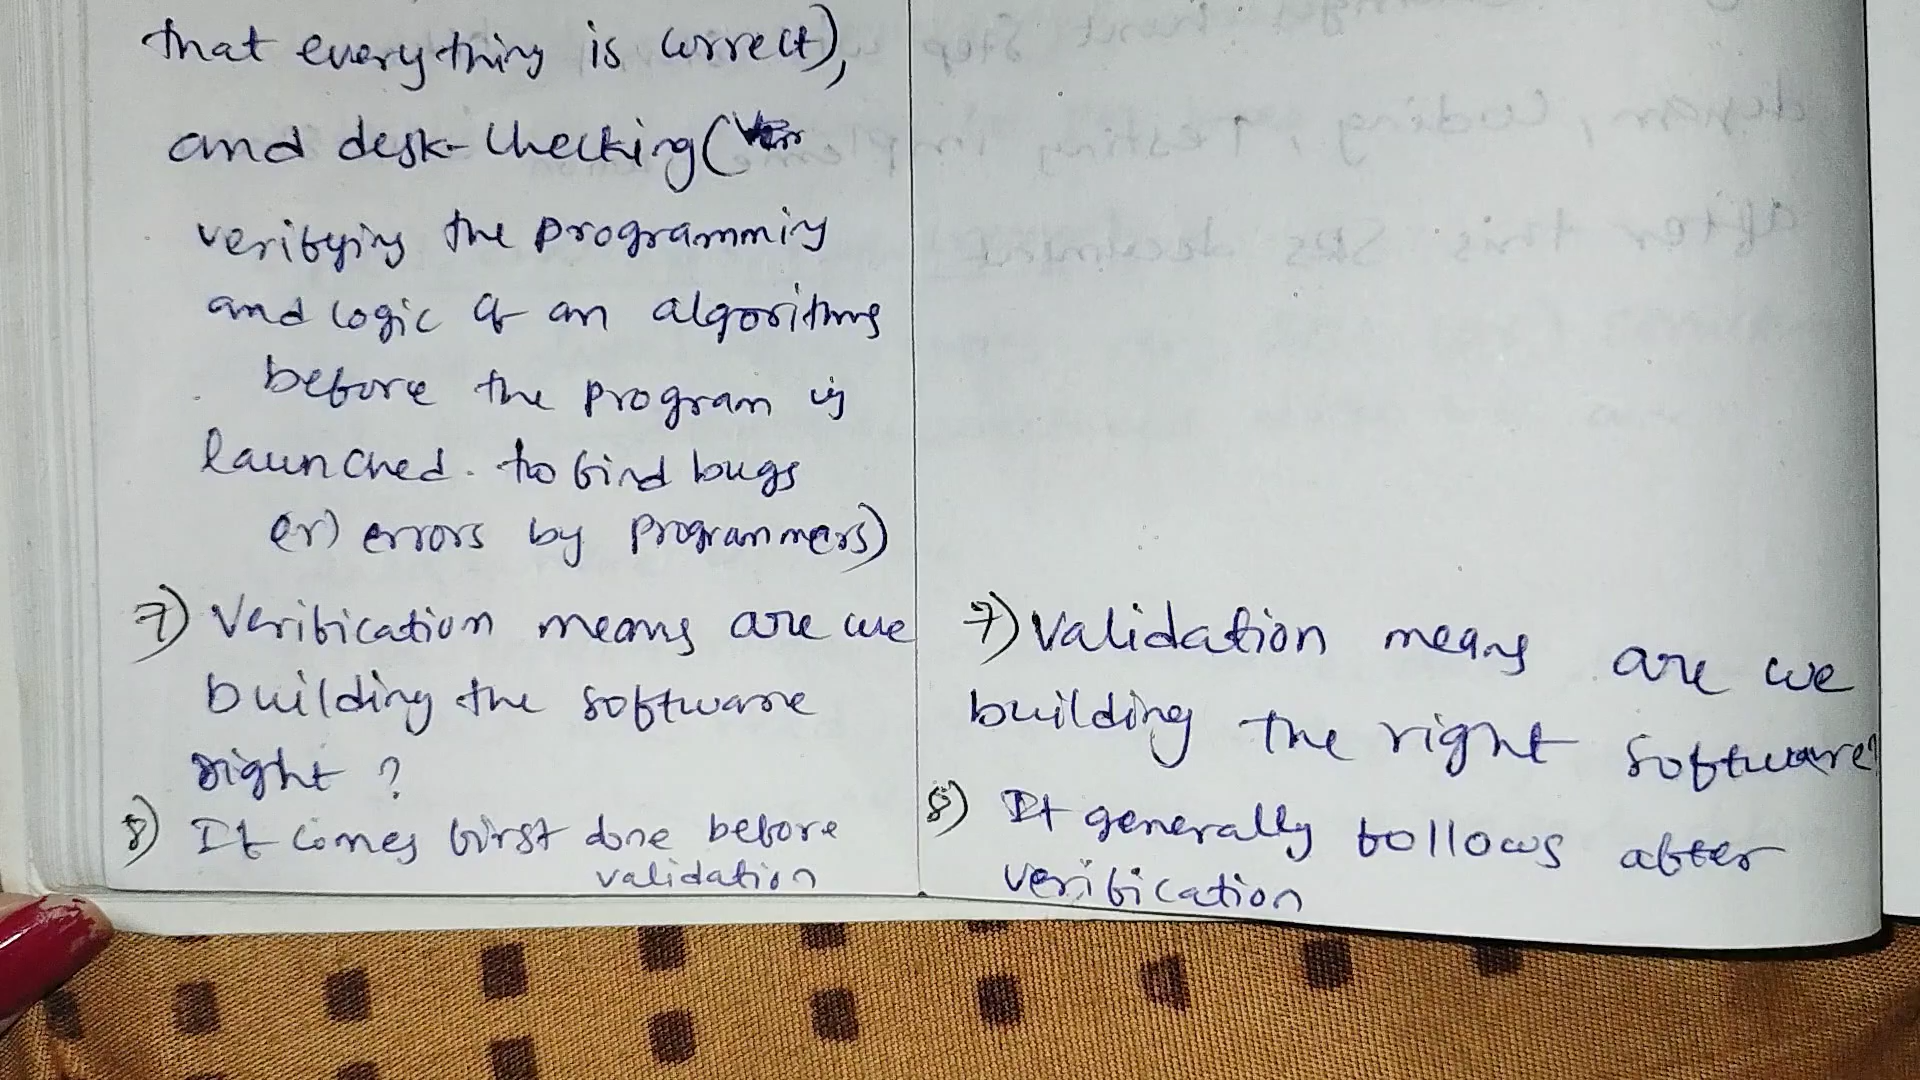 that everything is correct),
and desk-checking(
verifying the programming
and logic of an algorithms
before the program is
launched. to find bugs
(or) errors by programmers)
7) Verification means are we
building the software
right ?
8) It comes first done before
validation
7) Validation means are we
building the right software?
8) It generally follows after
verification